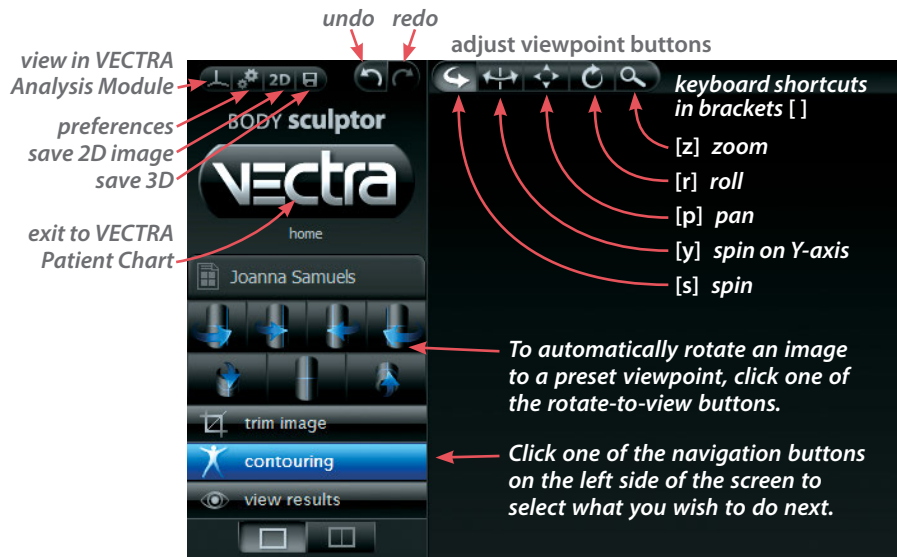 undo redo
adjust viewpoint buttons
view in VECTRA
Analysis Module
preferences
save 2D image
save 3D
2D
BODY sculptor
vectra
home
exit to VECTRA
Patient Chart
keyboard shortcuts
in brackets [ ]
[z] zoom
[r] roll
[p] pan
[y] spin on Y-axis
[s] spin
Joanna Samuels
To automatically rotate an image
to a preset viewpoint, click one of
the rotate-to-view buttons.
trim image
contouring
view results
Click one of the navigation buttons
on the left side of the screen to
select what you wish to do next.